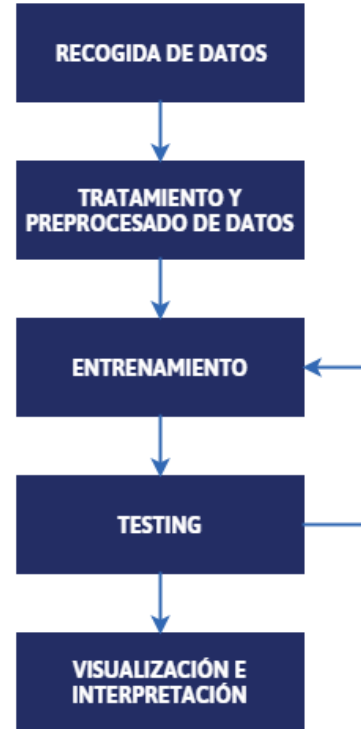 RECOGIDA DE DATOS
TRATAMIENTO Y
PREPROCESADO DE DATOS
ENTRENAMIENTO
TESTING
VISUALIZACIÓN E
INTERPRETACIÓN